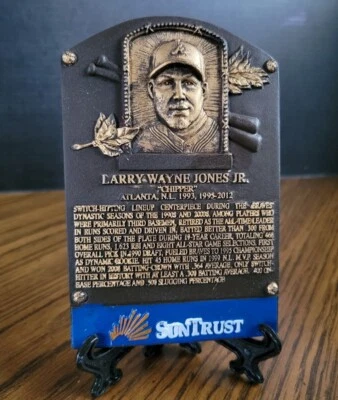 LARRY WAYNE JONES JR.
"CHIPPER"
ATLANTA, N.L., 1993, 1995-2012
SWITCH-HITTING LINEUP CENTERPIECE DURING THE BRAVES'
DYNASTIC SEASONS OF THE 1990S AND 2000S. AMONG PLAYERS WHO
WERE PRIMARILY THIRD BASEMEN, RETIRED AS THE ALL-TIME LEADER
IN RUNS SCORED AND DRIVEN IN. BATTED BETTER THAN .300 FROM
BOTH SIDES OF THE PLATE DURING 19-YEAR CAREER, TOTALING 468
HOME RUNS, 1,623 RBI AND EIGHT ALL-STAR GAME SELECTIONS. FIRST
OVERALL PICK IN 1990 DRAFT, FUELED BRAVES TO 1995 CHAMPIONSHIP
AS DYNAMIC ROOKIE. HIT 45 HOME RUNS IN 1999 N.L. M.V.P. SEASON
AND WON 2008 BATTING CROWN WITH .364 AVERAGE. ONLY SWITCH-
HITTER IN HISTORY WITH AT LEAST A .300 BATTING AVERAGE, .400 ON-
BASE PERCENTAGE AND .500 SLUGGING PERCENTAGE.
SUNTRUST